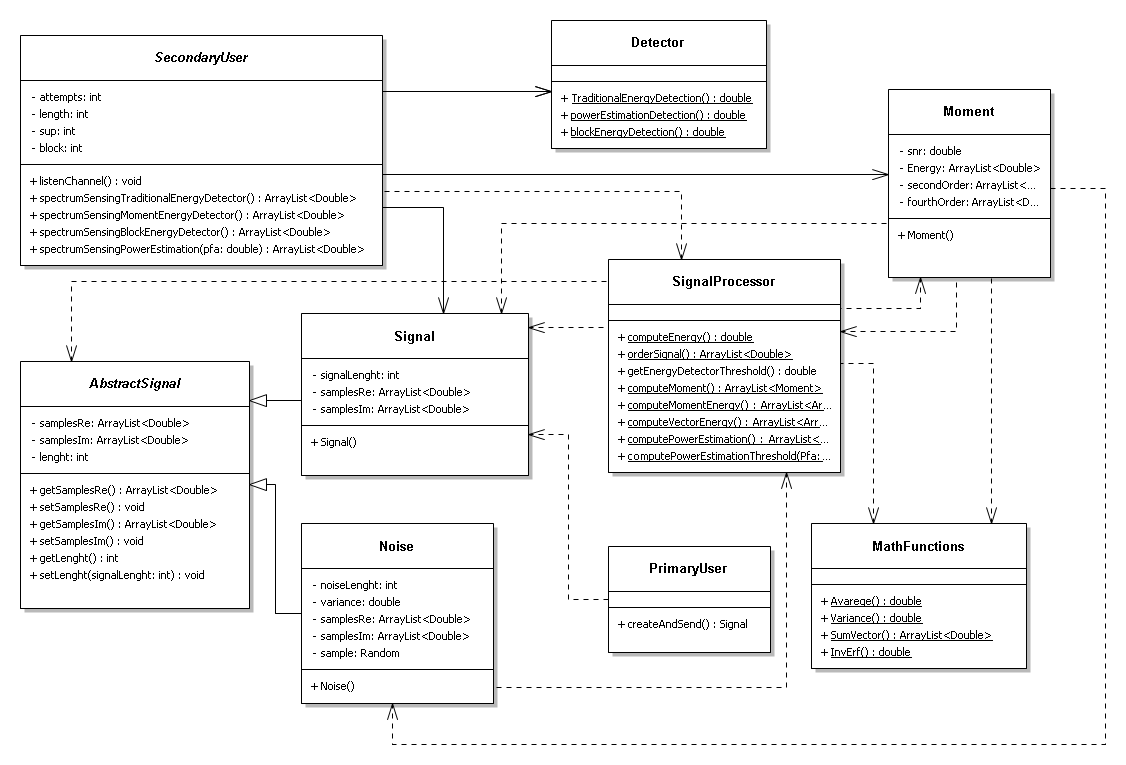 SecondaryUser
- attempts: int
- length: int
- sup: int
- block: int
+ listenChannel() : void
+ spectrumSensingTraditionalEnergyDetector() : ArrayList<Double>
+ spectrumSensingMomentEnergyDetector() : ArrayList<Double>
+ spectrumSensingBlockEnergyDetector() : ArrayList<Double>
+ spectrumSensingPowerEstimation(pfa: double) : ArrayList<Double>
Detector
+ TraditionalEnergyDetection() : double
+ powerEstimationDetection() : double
+ blockEnergyDetection() : double
Moment
- snr: double
- Energy: ArrayList<Double>
- secondOrder: ArrayList<...
- fourthOrder: ArrayList<D...
+ Moment()
SignalProcessor
+ computeEnergy() : double
+ orderSignal() : ArrayList<Double>
+ getEnergyDetectorThreshold() : double
+ computeMoment() : ArrayList<Moment>
+ computeMomentEnergy() : ArrayList<Ar...
+ computeVectorEnergy() : ArrayList<Arr...
+ computePowerEstimation() : ArrayList<...
+ computePowerEstimationThreshold(Pfa: ...
Signal
- signalLenght: int
- samplesRe: ArrayList<Double>
- samplesIm: ArrayList<Double>
+ Signal()
AbstractSignal
- samplesRe: ArrayList<Double>
- samplesIm: ArrayList<Double>
- lenght: int
+ getSamplesRe() : ArrayList<Double>
+ setSamplesRe() : void
+ getSamplesIm() : ArrayList<Double>
+ setSamplesIm() : void
+ getLenght() : int
+ setLenght(signalLenght: int) : void
Noise
- noiseLenght: int
- variance: double
- samplesRe: ArrayList<Double>
- samplesIm: ArrayList<Double>
- sample: Random
+ Noise()
PrimaryUser
+ createAndSend() : Signal
MathFunctions
+ Avarege() : double
+ Variance() : double
+ SumVector() : ArrayList<Double>
+ InvErf() : double